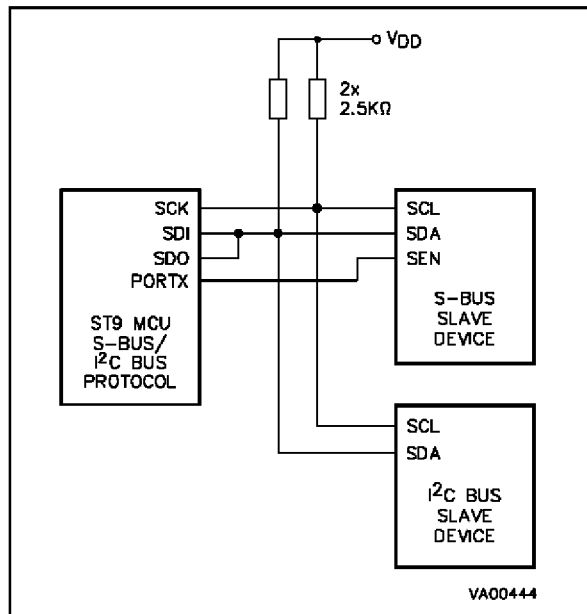 VDD
2x
2.5KΩ
SCK
SDI
SDO
PORTX
ST9 MCU
S-BUS/
I²C BUS
PROTOCOL
SCL
SDA
SEN
S-BUS
SLAVE
DEVICE
SCL
SDA
I²C BUS
SLAVE
DEVICE
VA00444